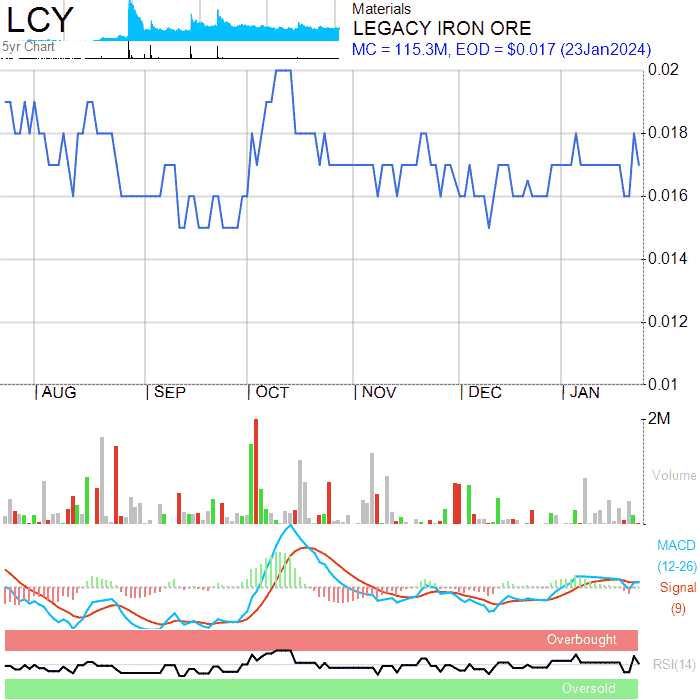 LCY
5yr Chart
Materials
LEGACY IRON ORE
MC = 115.3M, EOD = $0.017 (23Jan2024)
0.02
0.018
0.016
0.014
0.012
0.01
AUG SEP OCT NOV DEC JAN
2M
Volume
MACD
(12-26)
Signal
(9)
Overbought
RSI(14)
Oversold